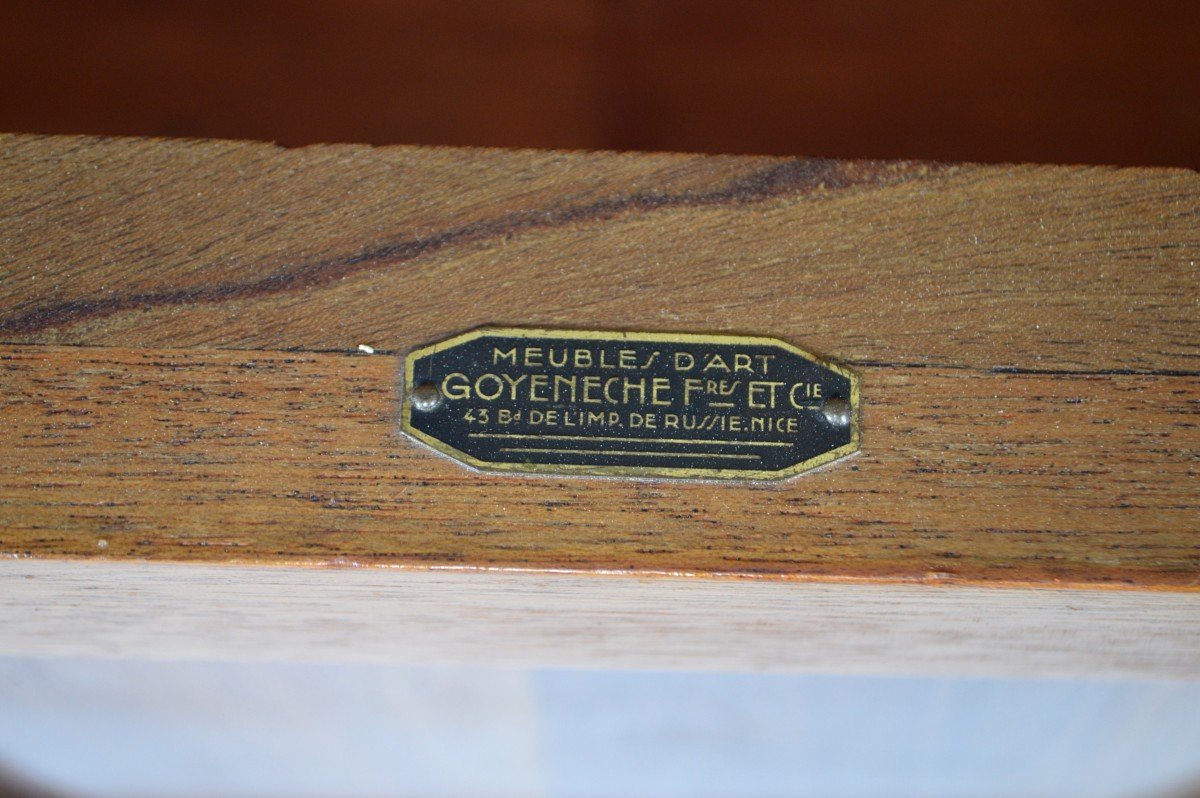 MEUBLES D'ART
GOYENECHE FRES ET CIE
43 Bd DE L'IMP. DE RUSSIE. NICE